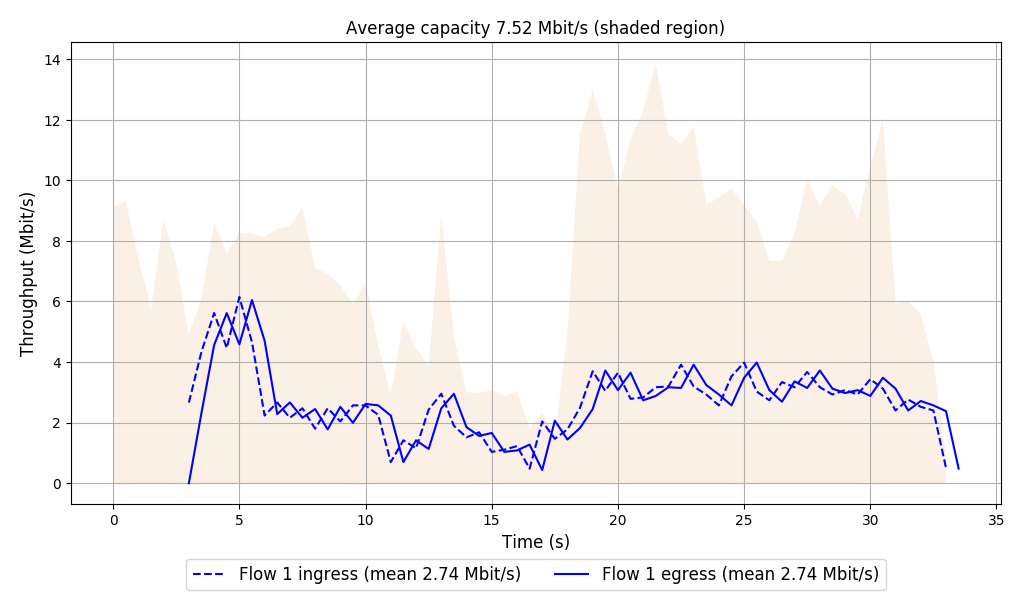 Average capacity 7.52 Mbit/s (shaded region)
Throughput (Mbit/s)
14
12
10
8
6
4
2
0
0 5 10 15 20 25 30 35
Time (s)
Flow 1 ingress (mean 2.74 Mbit/s) Flow 1 egress (mean 2.74 Mbit/s)